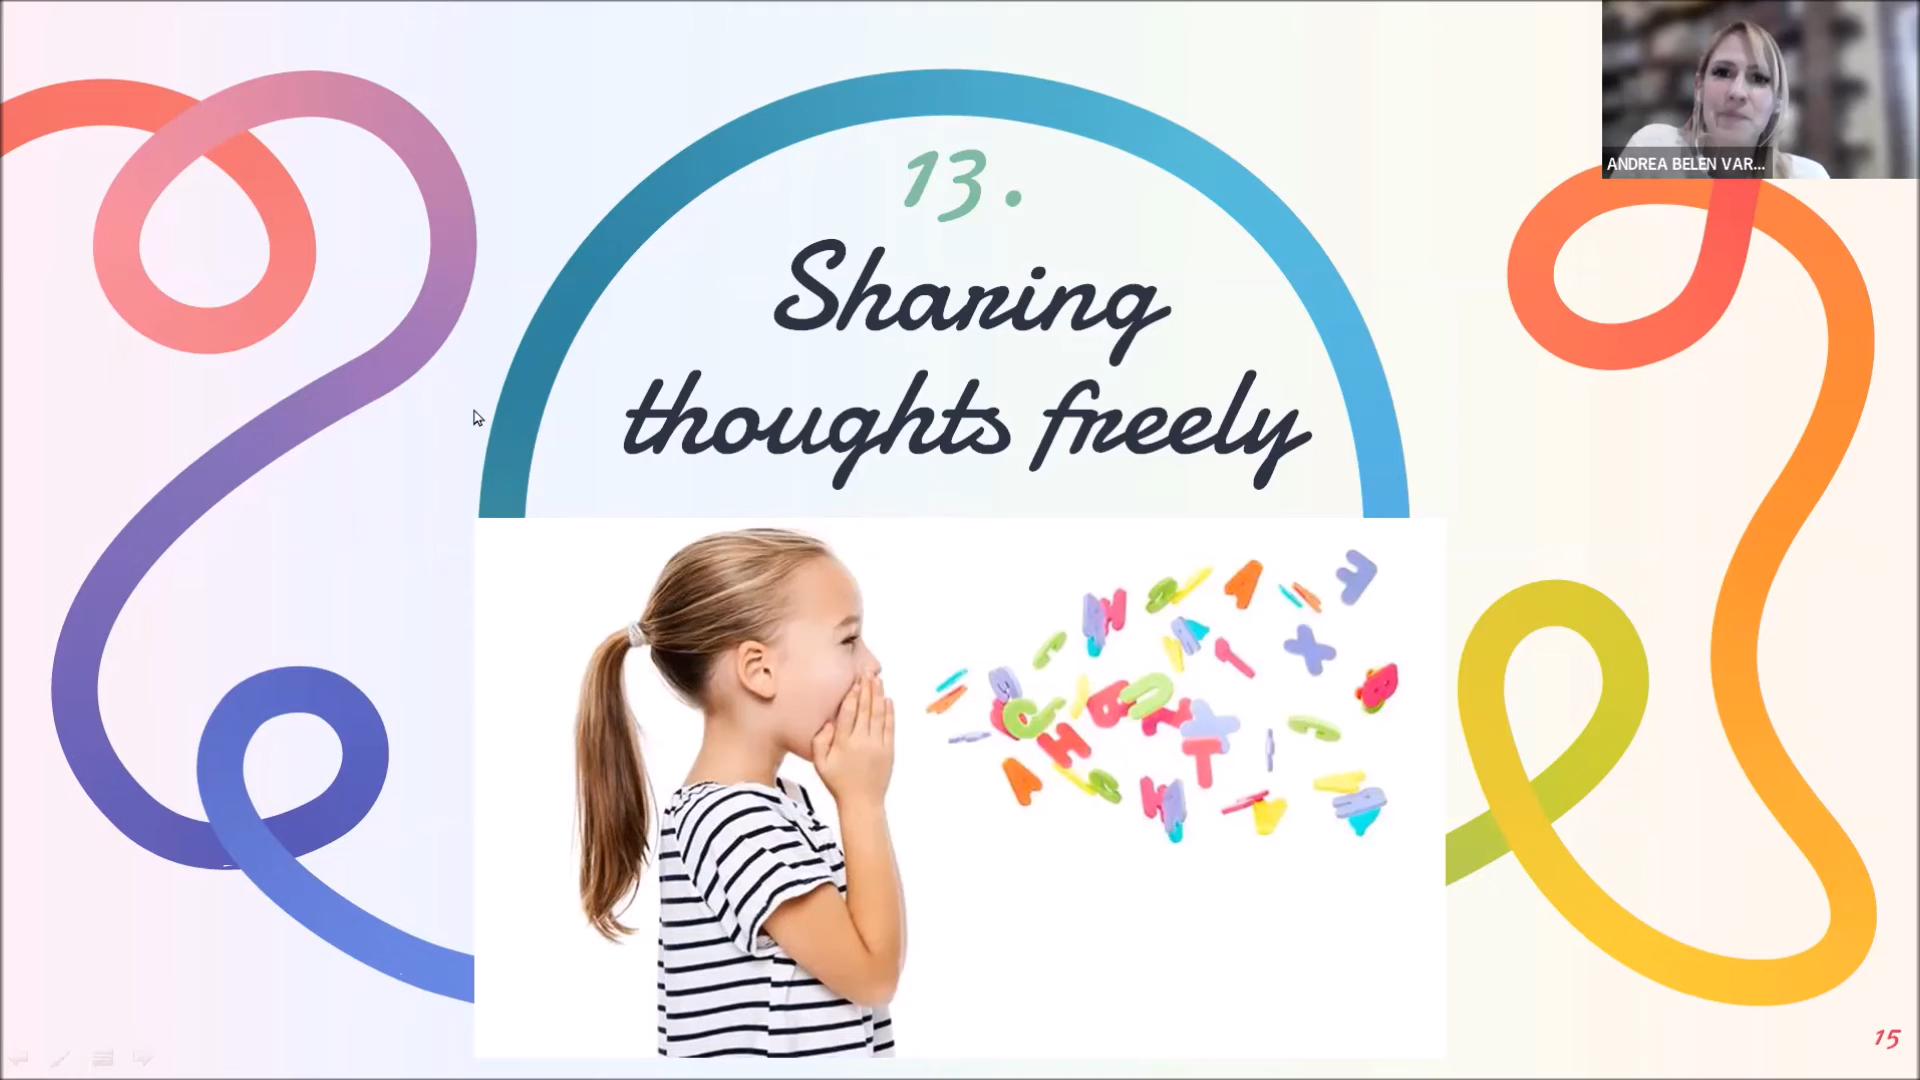 ANDREA BELEN VAR...
13.
Sharing
thoughts freely
15